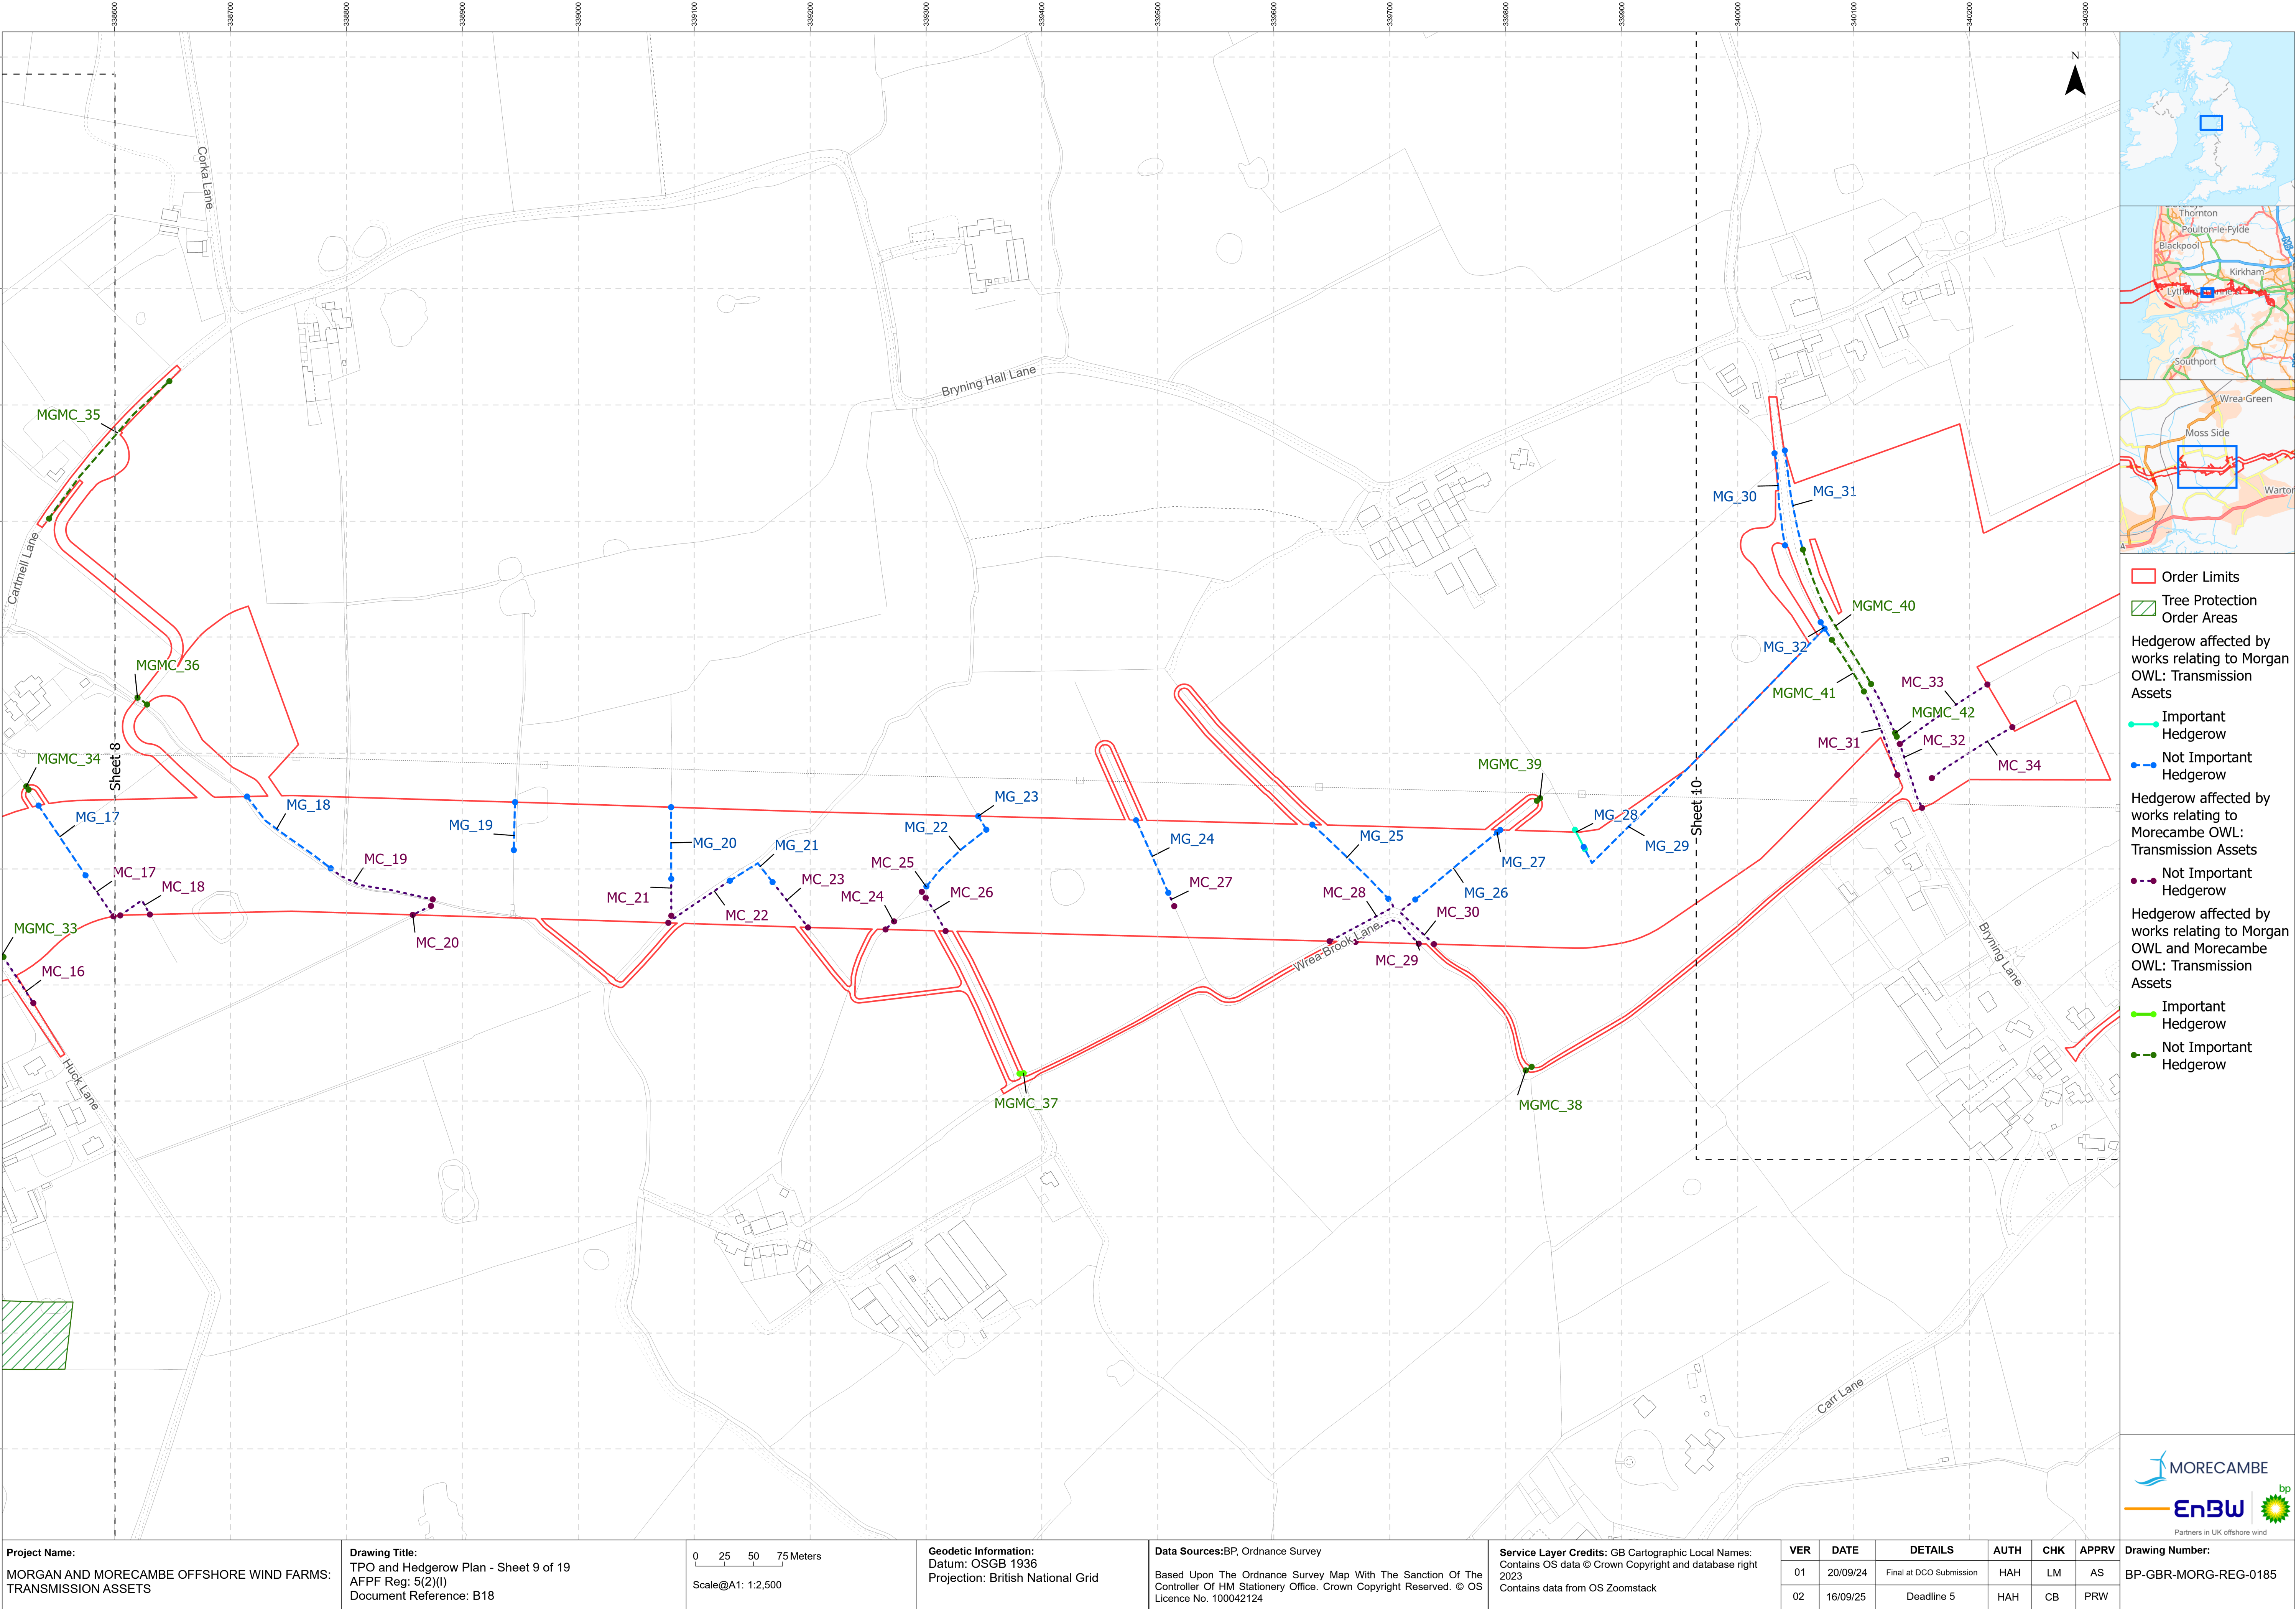 338600
338700
338800
338900
339000
339100
339200
339300
339400
339500
339600
339700
339800
339900
340000
340100
340200
340300
N
Corka Lane
Bryning Hall Lane
Cartmell Lane
Huck Lane
Wrea Brook Lane
Bryning Lane
Carr Lane
Sheet 8
Sheet 10
MGMC_35
MGMC_36
MGMC_34
MG_17
MC_17
MC_18
MGMC_33
MC_16
MG_18
MC_19
MC_20
MG_19
MG_20
MC_21
MC_22
MG_21
MC_23
MC_24
MC_25
MG_22
MG_23
MC_26
MGMC_37
MG_24
MC_27
MG_25
MC_28
MC_29
MC_30
MG_26
MG_27
MGMC_39
MGMC_38
MG_28
MG_29
MG_30
MG_31
MG_32
MGMC_40
MGMC_41
MC_33
MGMC_42
MC_31
MC_32
MC_34
Thornton
Poulton-le-Fylde
Blackpool
Kirkham
Southport
Wrea Green
Moss Side
Warton
Order Limits
Tree Protection
Order Areas
Hedgerow affected by
works relating to Morgan
OWL: Transmission
Assets
Important
Hedgerow
Not Important
Hedgerow
Hedgerow affected by
works relating to
Morecambe OWL:
Transmission Assets
Not Important
Hedgerow
Hedgerow affected by
works relating to Morgan
OWL and Morecambe
OWL: Transmission
Assets
Important
Hedgerow
Not Important
Hedgerow
MORECAMBE
EnBW
bp
Partners in UK offshore wind
Project Name:
MORGAN AND MORECAMBE OFFSHORE WIND FARMS:
TRANSMISSION ASSETS
Drawing Title:
TPO and Hedgerow Plan - Sheet 9 of 19
AFPF Reg: 5(2)(l)
Document Reference: B18
0 25 50 75 Meters
Scale@A1: 1:2,500
Geodetic Information:
Datum: OSGB 1936
Projection: British National Grid
Data Sources:BP, Ordnance Survey
Based Upon The Ordnance Survey Map With The Sanction Of The
Controller Of HM Stationery Office. Crown Copyright Reserved. © OS
Licence No. 100042124
Service Layer Credits: GB Cartographic Local Names:
Contains OS data © Crown Copyright and database right
2023
Contains data from OS Zoomstack
VER DATE DETAILS AUTH CHK APPRV
01 20/09/24 Final at DCO Submission HAH LM AS
02 16/09/25 Deadline 5 HAH CB PRW
Drawing Number:
BP-GBR-MORG-REG-0185